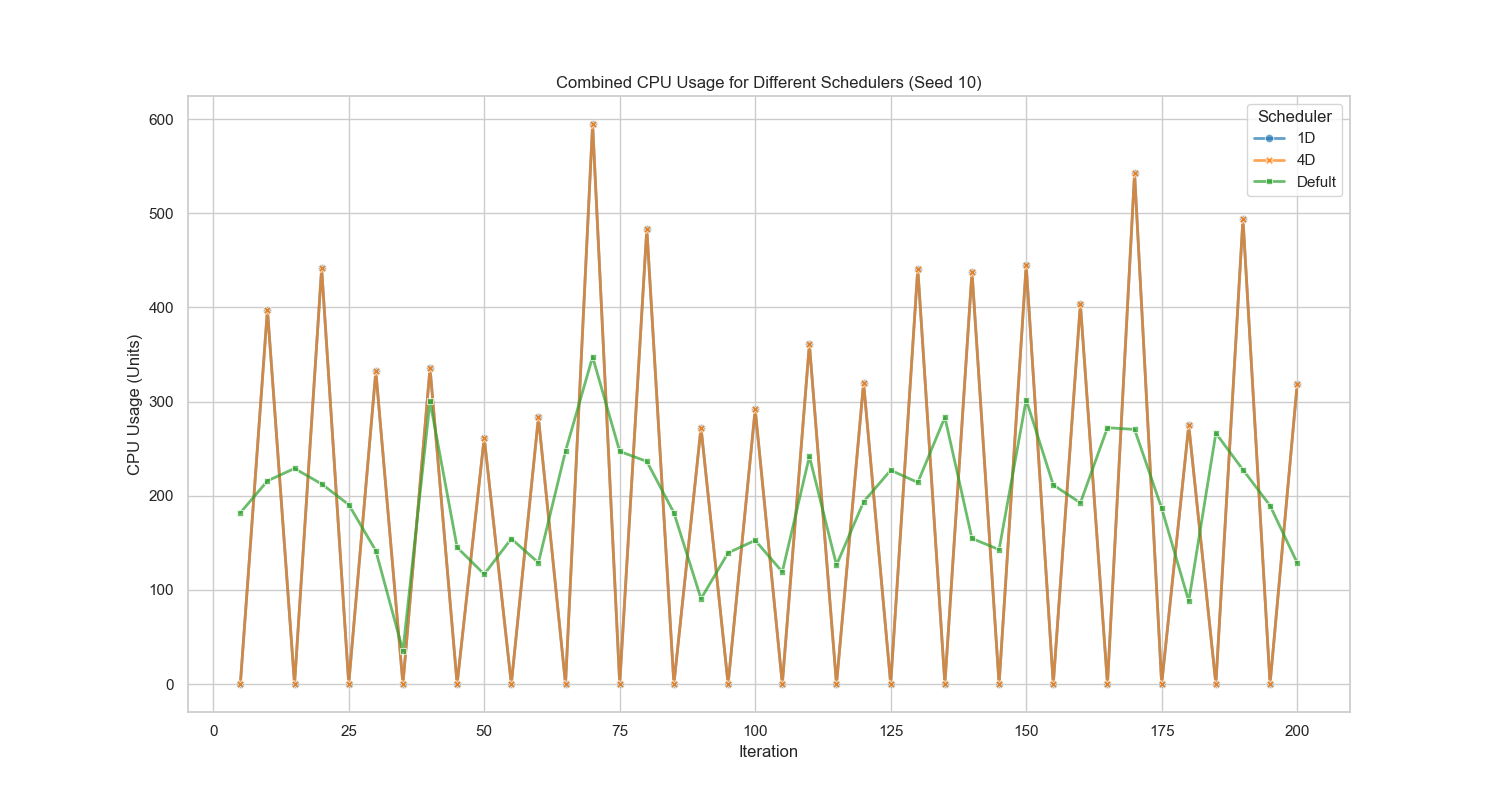 Combined CPU Usage for Different Schedulers (Seed 10)
Scheduler
1D
4D
Defult
CPU Usage (Units)
600
500
400
300
200
100
0
0 25 50 75 100 125 150 175 200
Iteration